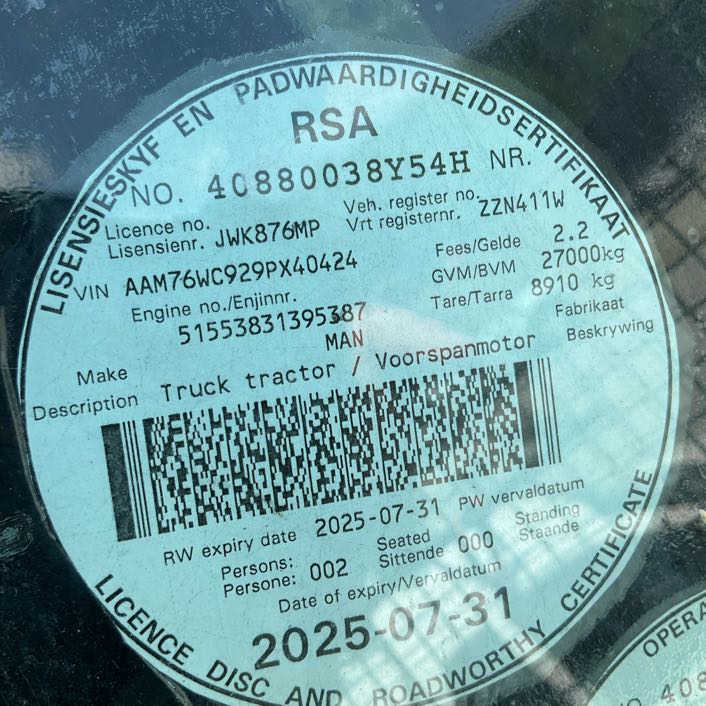 LISENSIESKYF EN PADWAARDIGHEIDSERTIFIKAAT
RSA
NO. 40880038Y54H NR.
Licence no. Veh. register no.
Lisensienr. JWK876MP Vrt registernr. ZZN411W
VIN AAM76WC929PX40424 Fees/Gelde 2.2
GVM/BVM 27000kg
Engine no./Enjinnr. Tare/Tarra 8910 kg
51553831395387 Fabrikaat
Make MAN Beskrywing
Description Truck tractor / Voorspanmotor
RW expiry date 2025-07-31 PW vervaldatum
Persons: Seated Standing
Persone: 002 Sittende 000 Staande
Date of expiry/Vervaldatum
2025-07-31
LICENCE DISC AND ROADWORTHY CERTIFICATE
OPERA
NO 408